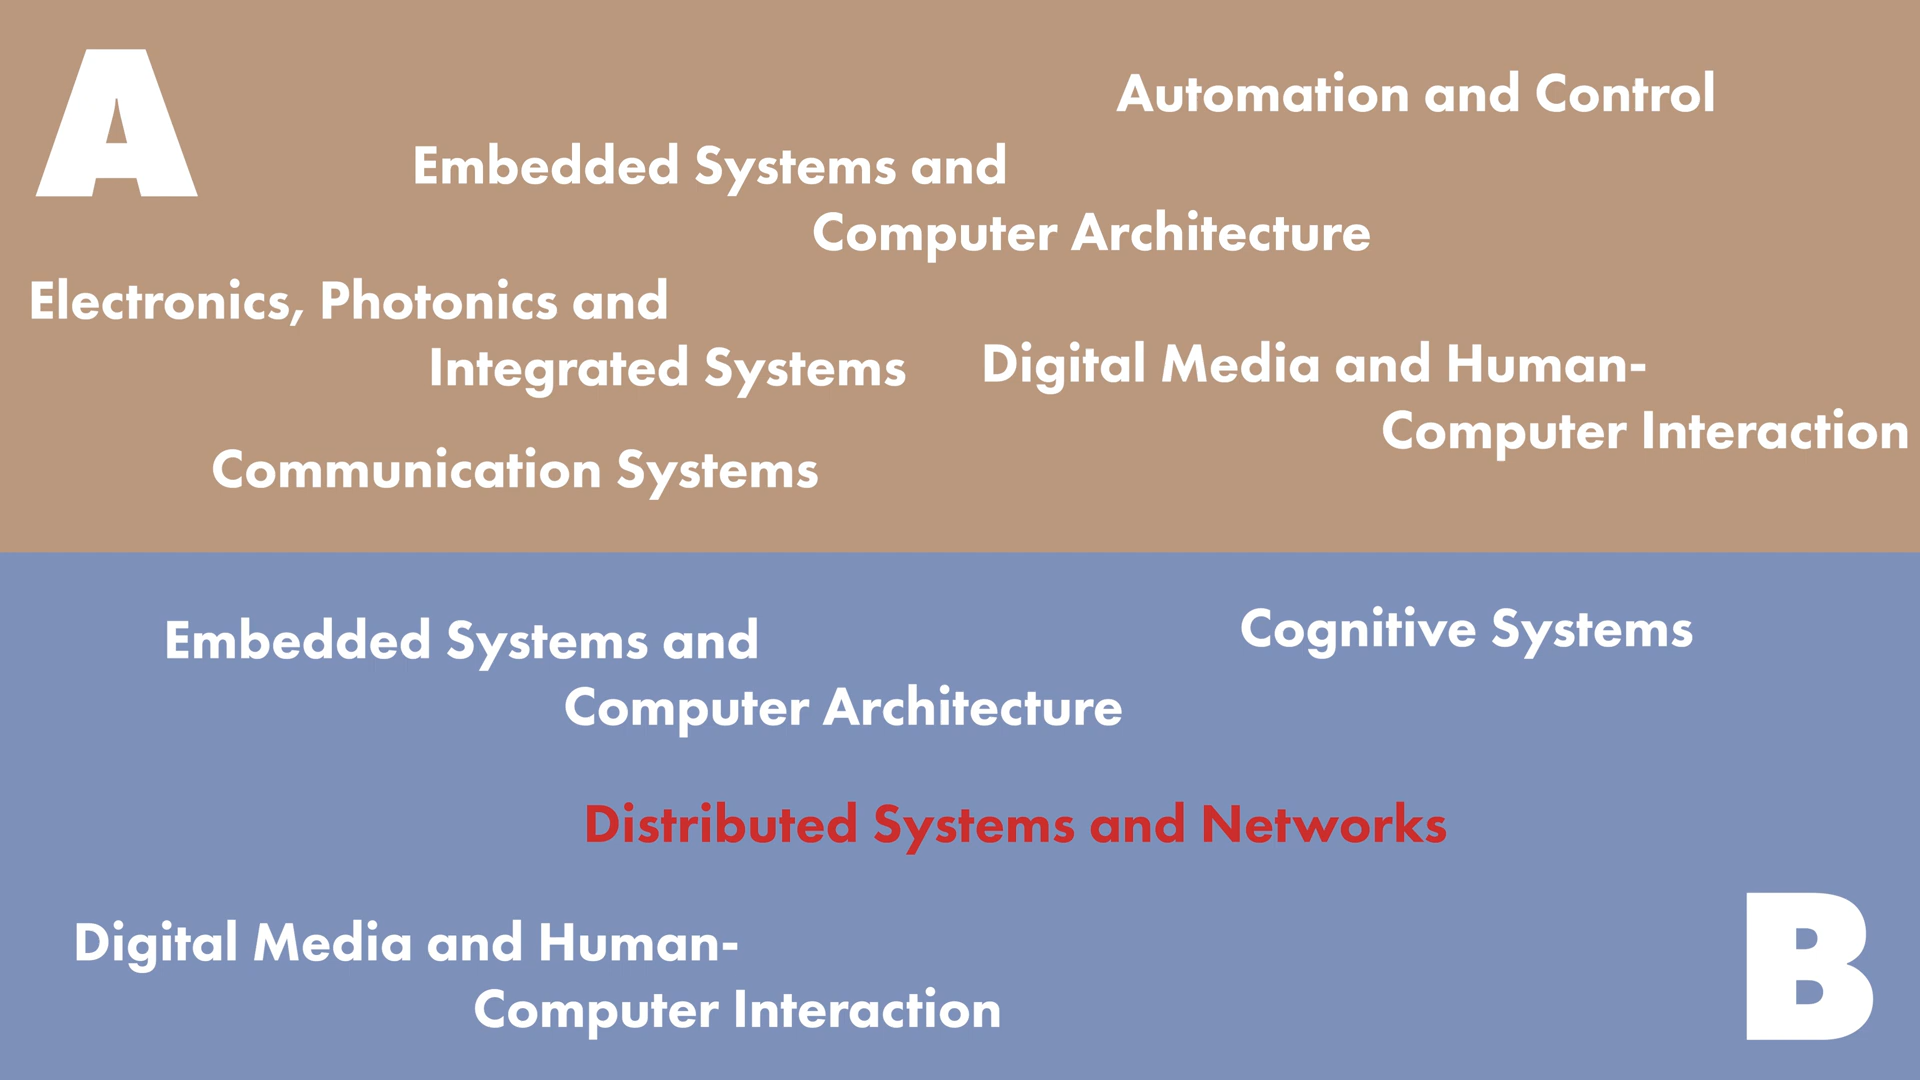 A
Automation and Control
Embedded Systems and
Computer Architecture
Electronics, Photonics and
Integrated Systems
Digital Media and Human-
Computer Interaction
Communication Systems
Embedded Systems and
Computer Architecture
Cognitive Systems
Distributed Systems and Networks
Digital Media and Human-
Computer Interaction
B